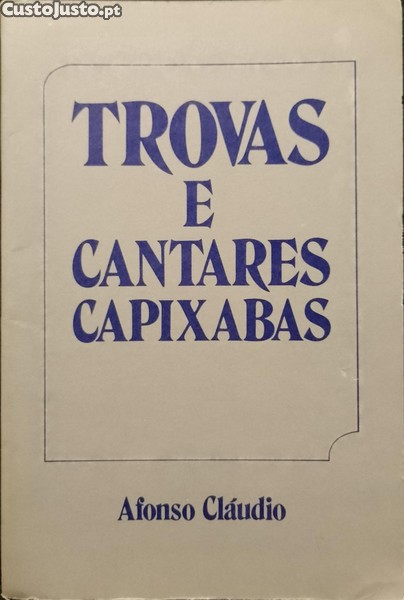 CustoJusto.pt
TROVAS
E
CANTARES
CAPIXABAS
Afonso Cláudio